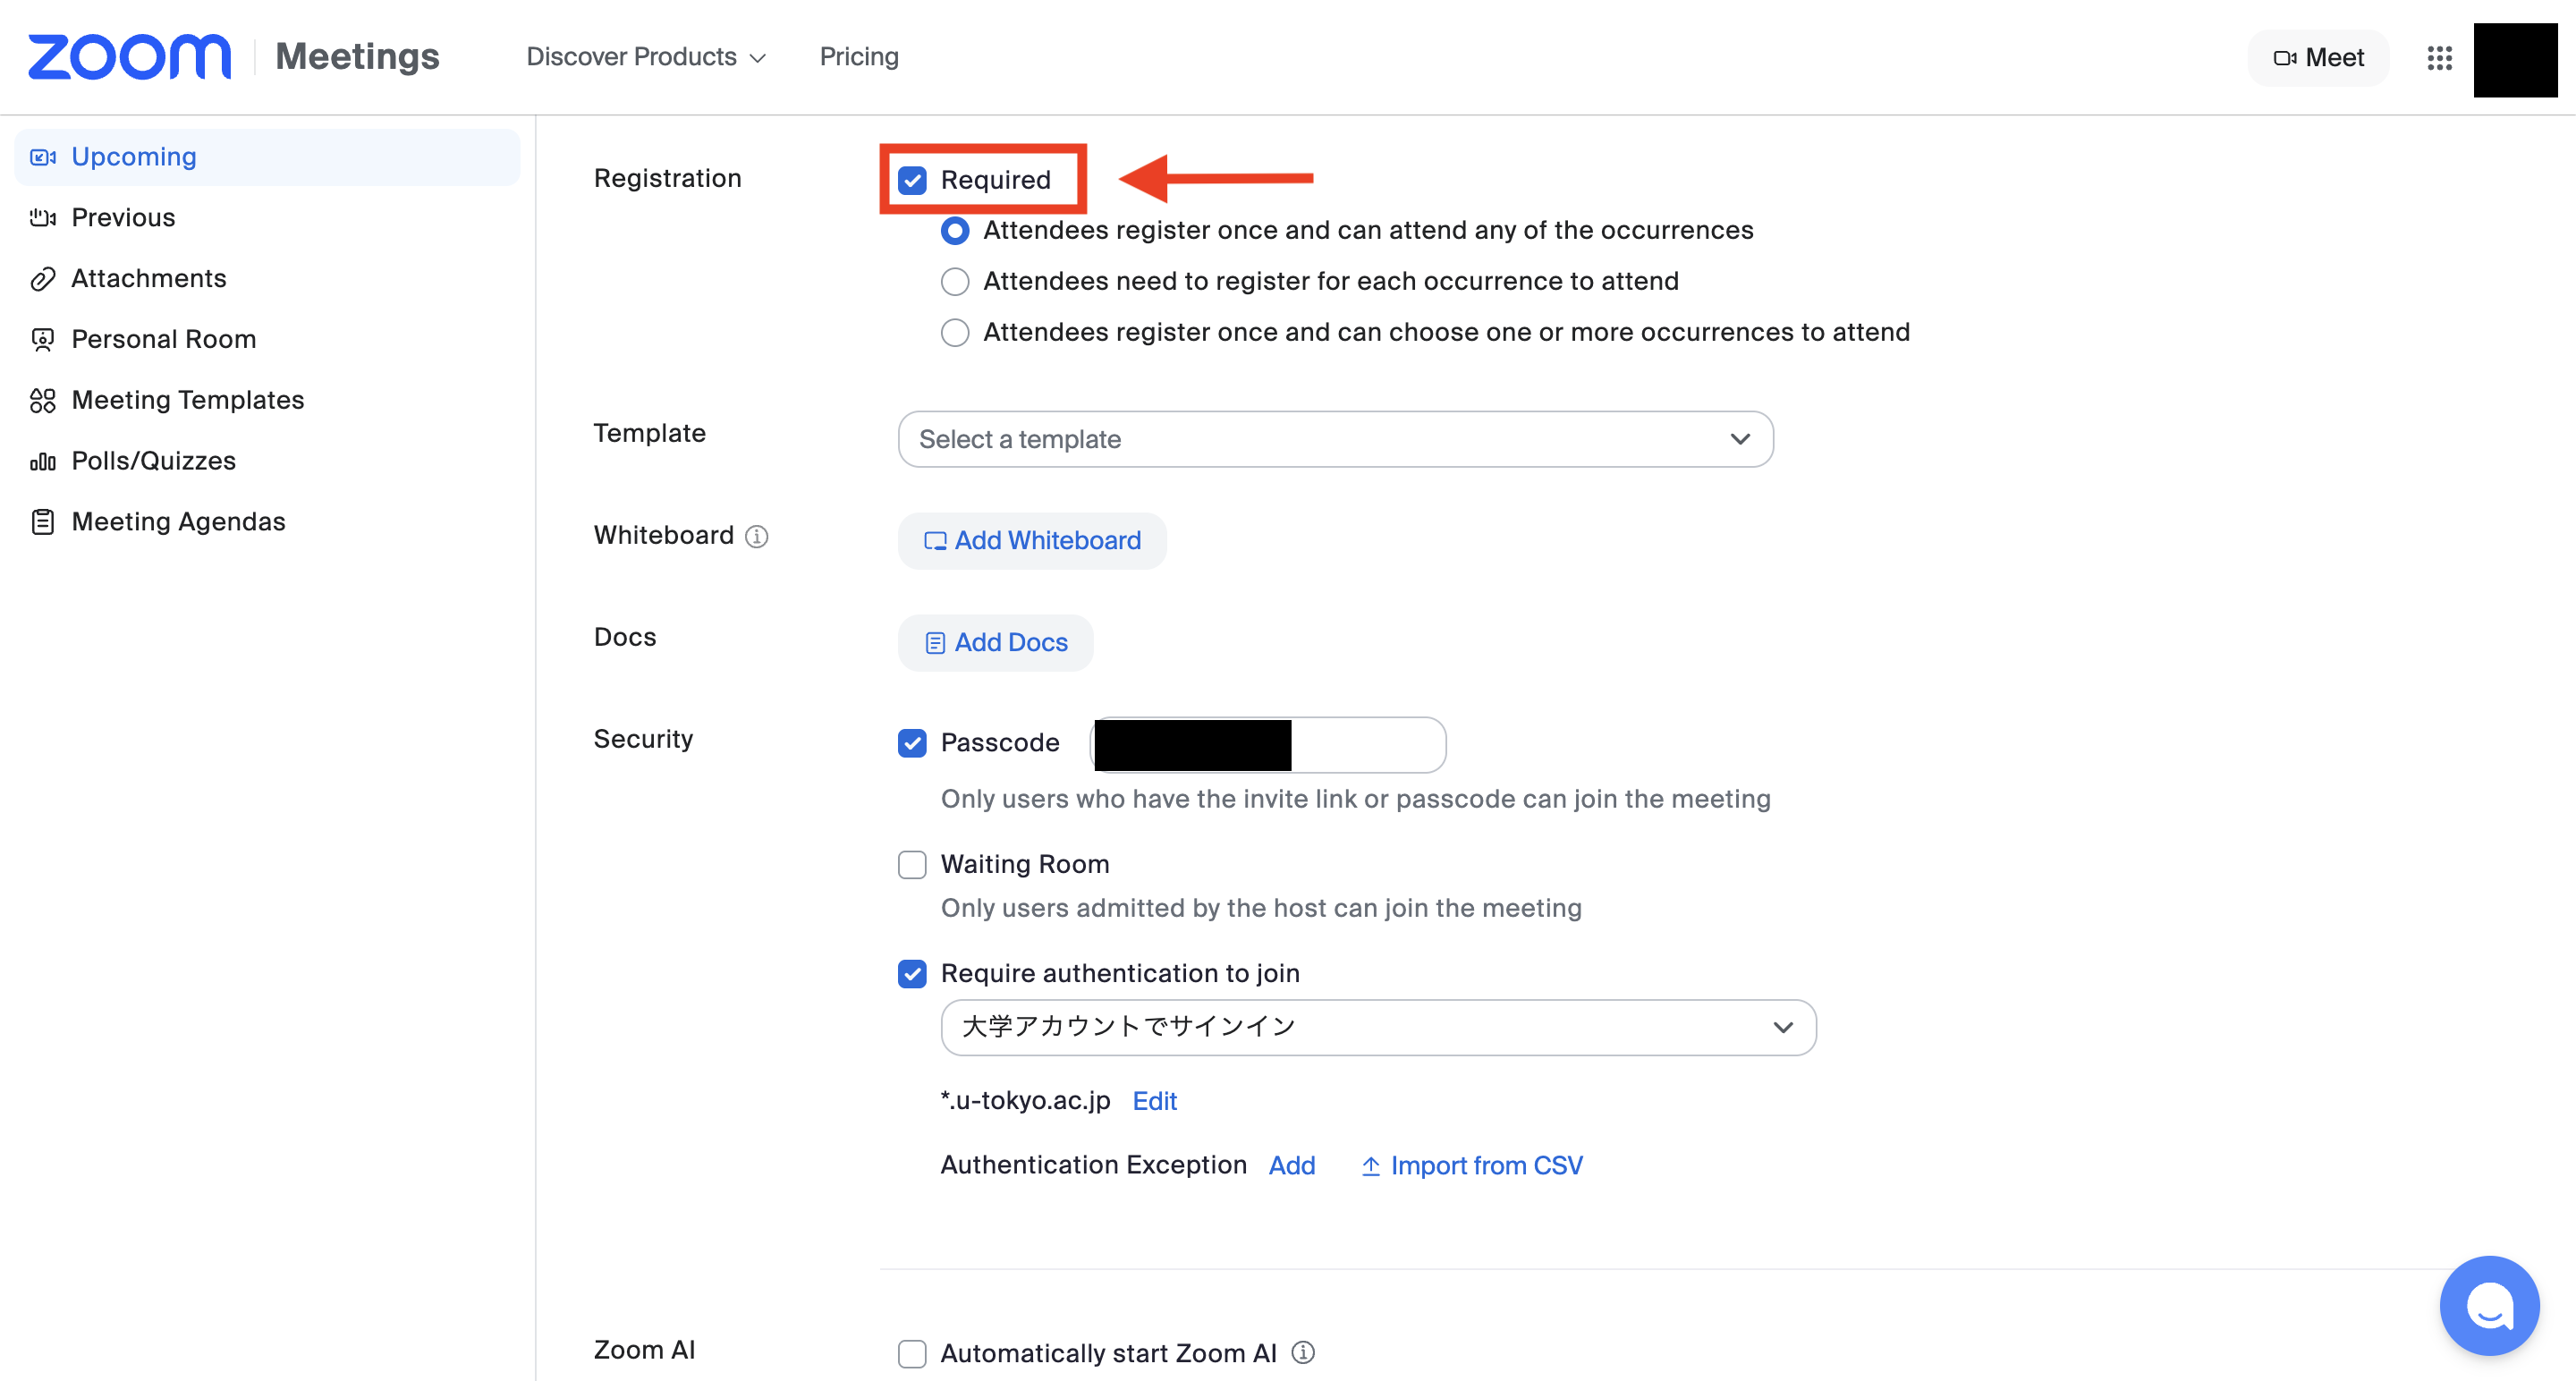 zoom Meetings Discover Products Pricing Meet
Upcoming
Previous
Attachments
Personal Room
Meeting Templates
Polls/Quizzes
Meeting Agendas
Registration Required
Attendees register once and can attend any of the occurrences
Attendees need to register for each occurrence to attend
Attendees register once and can choose one or more occurrences to attend
Template Select a template
Whiteboard Add Whiteboard
Docs Add Docs
Security Passcode
Only users who have the invite link or passcode can join the meeting
Waiting Room
Only users admitted by the host can join the meeting
Require authentication to join
大学アカウントでサインイン
*.u-tokyo.ac.jp Edit
Authentication Exception Add Import from CSV
Zoom AI Automatically start Zoom AI